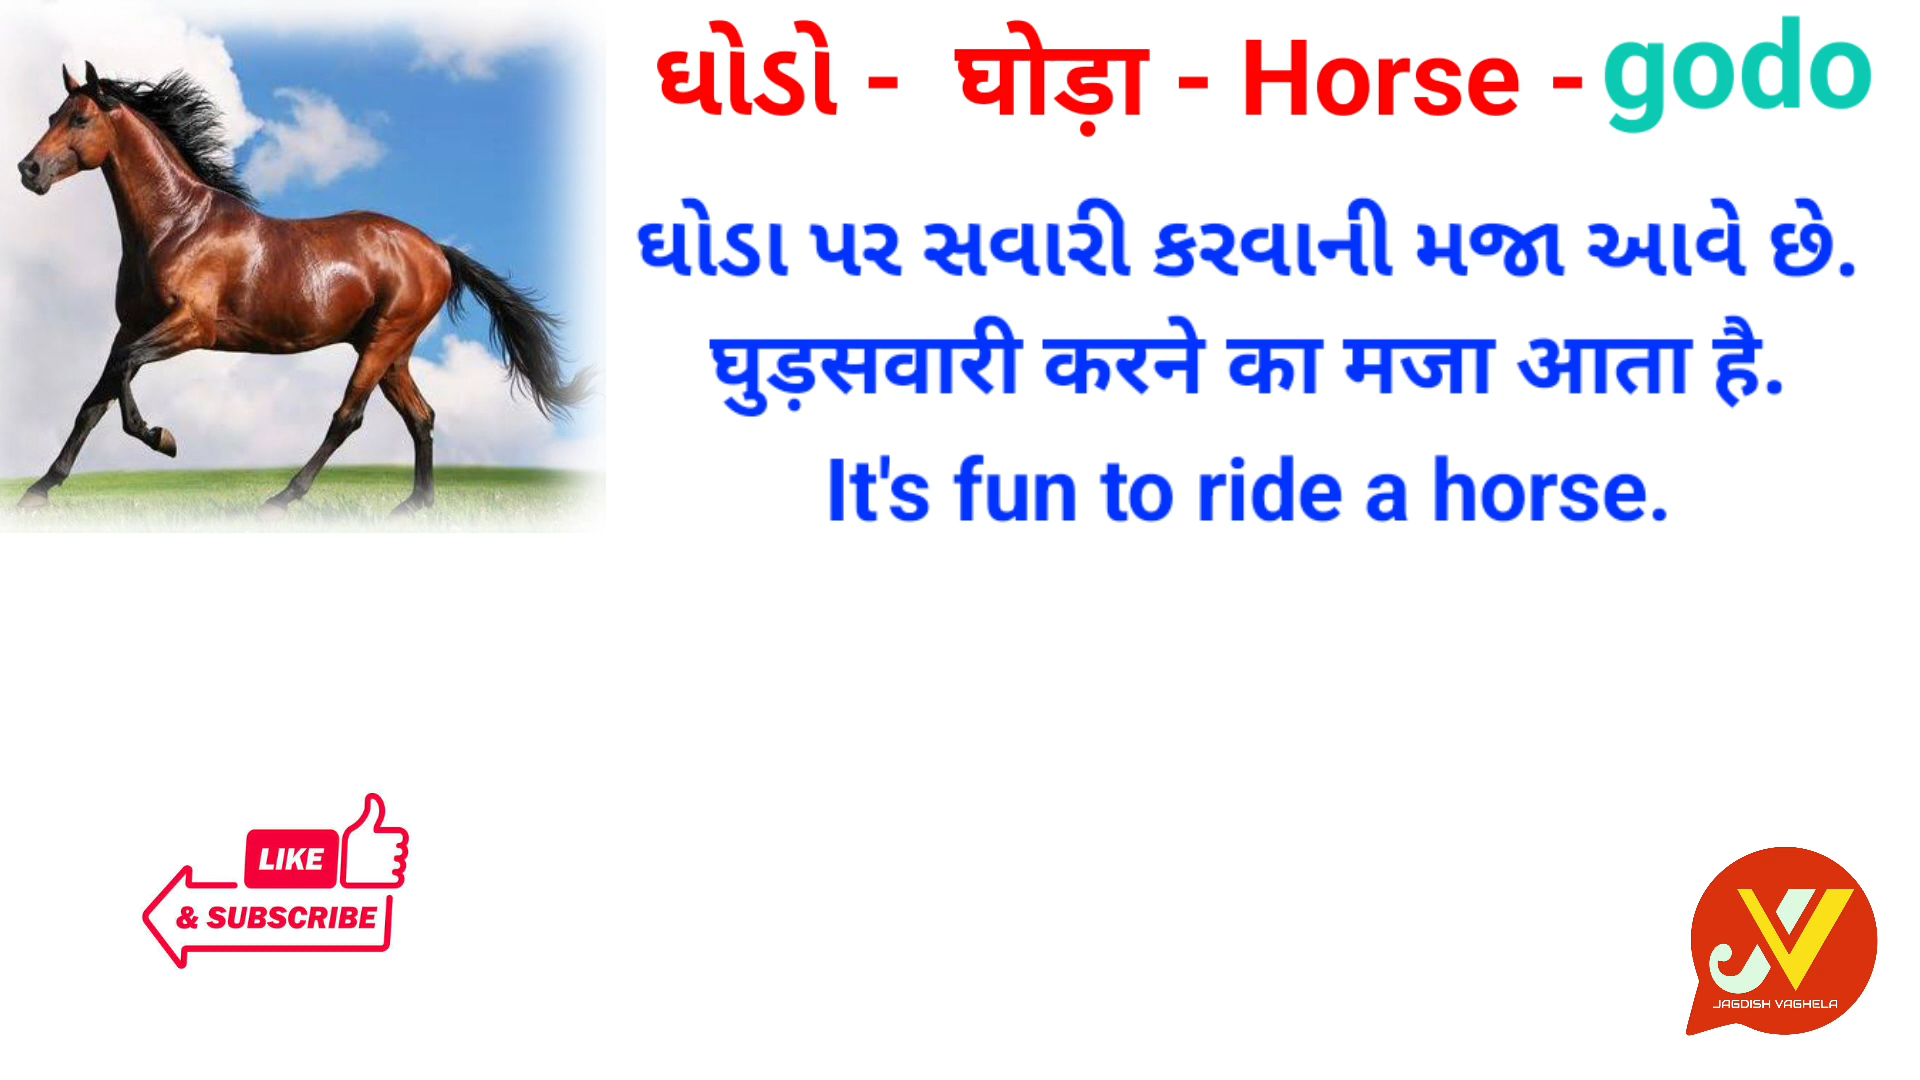 ઘોડો - घोड़ा - Horse - godo
ઘોડા પર સવારી કરવાની મજા આવે છે.
घुड़सवारी करने का मजा आता है.
It's fun to ride a horse.
LIKE
& SUBSCRIBE
JV
JAGDISH VAGHELA